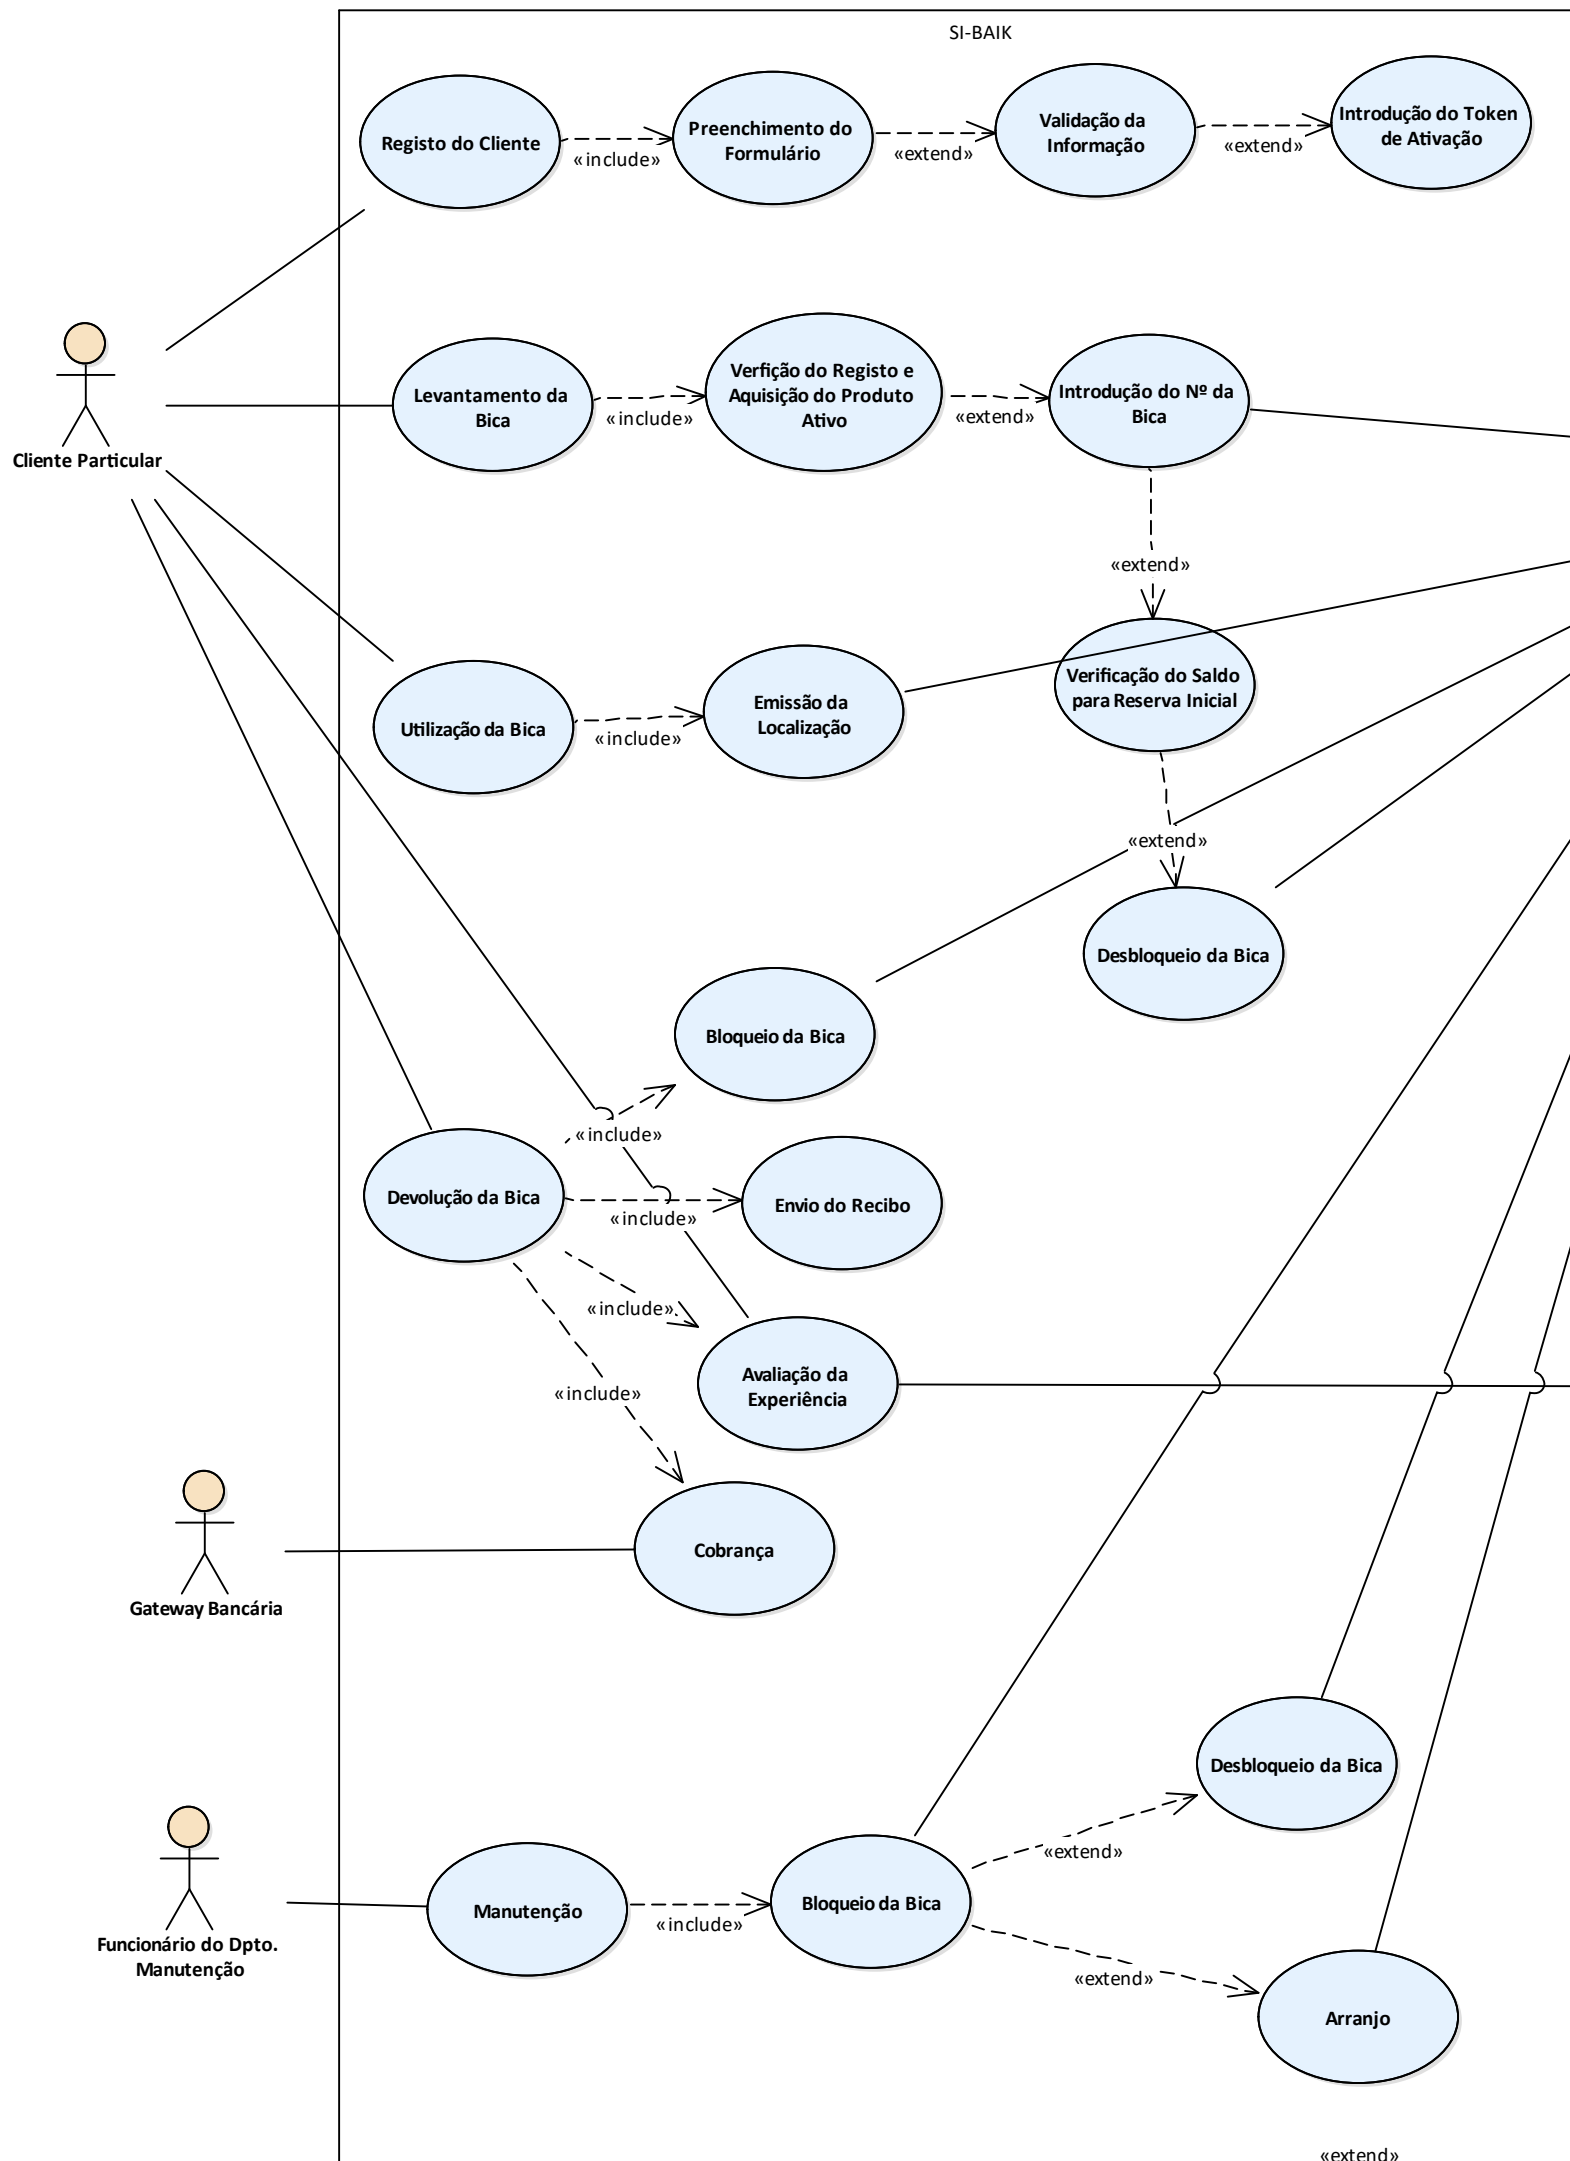 SI-BAIK
Registo do Cliente
«include»
Preenchimento do
Formulário
«extend»
Validação da
Informação
«extend»
Introdução do Token
de Ativação
Cliente Particular
Levantamento da
Bica
«include»
Verfição do Registo e
Aquisição do Produto
Ativo
«extend»
Introdução do Nº da
Bica
«extend»
Verificação do Saldo
para Reserva Inicial
Utilização da Bica
«include»
Emissão da
Localização
«extend»
Desbloqueio da Bica
Bloqueio da Bica
«include»
Devolução da Bica
«include»
Envio do Recibo
«include»
Avaliação da
Experiência
«include»
Cobrança
Gateway Bancária
Desbloqueio da Bica
«extend»
Funcionário do Dpto.
Manutenção
Manutenção
«include»
Bloqueio da Bica
«extend»
Arranjo
«extend»